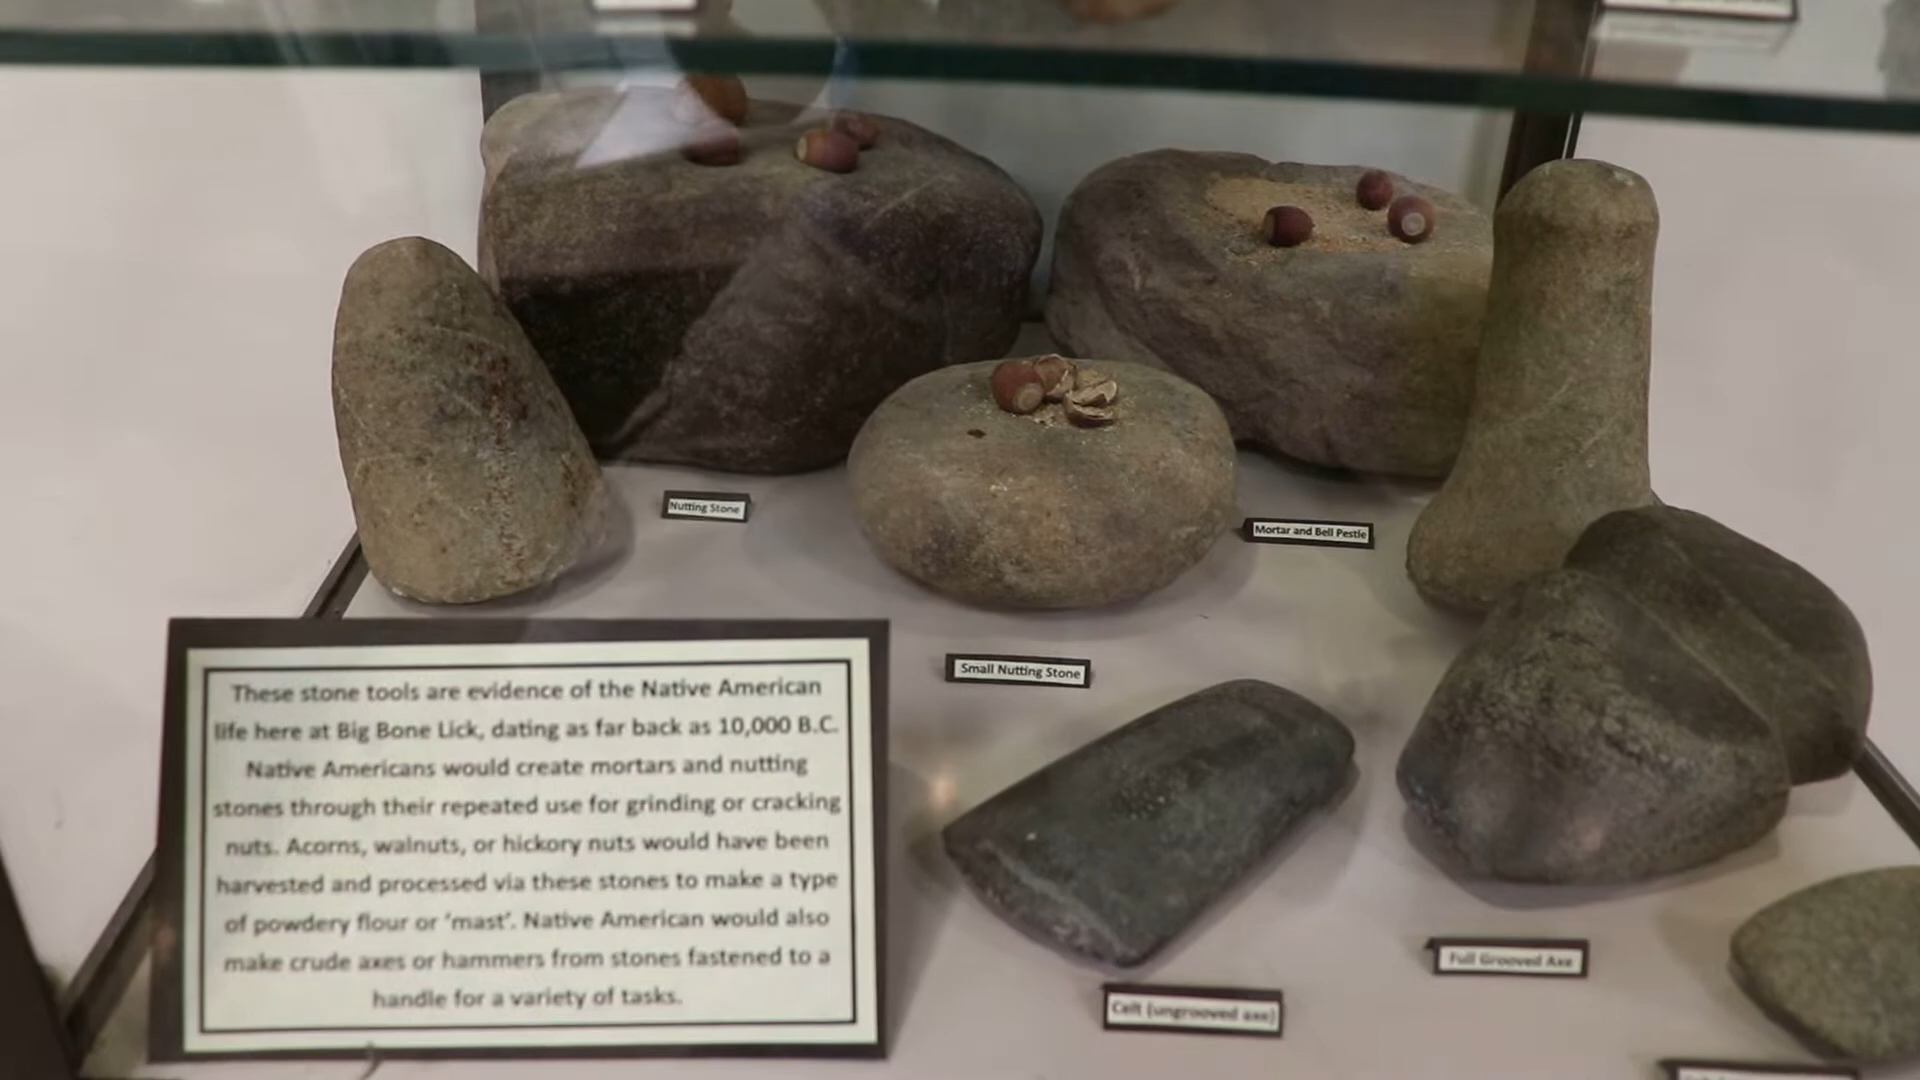 Nutting Stone
Mortar and Bell Pestle
Small Nutting Stone
These stone tools are evidence of the Native American
life here at Big Bone Lick, dating as far back as 10,000 B.C.
Native Americans would create mortars and nutting
stones through their repeated use for grinding or cracking
nuts. Acorns, walnuts, or hickory nuts would have been
harvested and processed via these stones to make a type
of powdery flour or ‘mast’. Native American would also
make crude axes or hammers from stones fastened to a
handle for a variety of tasks.
Full Grooved Axe
Celt (ungrooved axe)